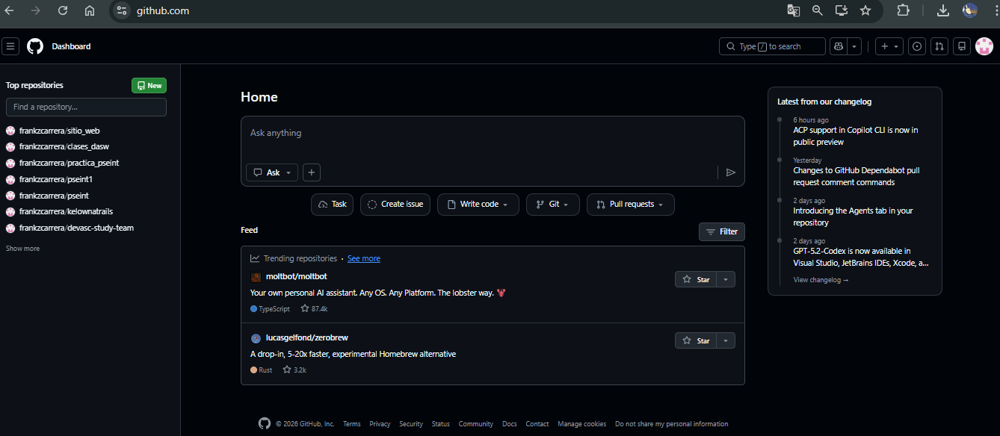 github.com
Dashboard
Type / to search
Top repositories
New
Find a repository...
frankzcarrera/sitio_web
frankzcarrera/clases_dasw
frankzcarrera/practica_pseint
frankzcarrera/pseint1
frankzcarrera/pseint
frankzcarrera/kelownatrails
frankzcarrera/devasc-study-team
Show more
Home
Ask anything
Ask
Task
Create issue
Write code
Git
Pull requests
Feed
Filter
Trending repositories · See more
moltbot/moltbot
Star
Your own personal AI assistant. Any OS. Any Platform. The lobster way. 🦞
TypeScript 87.4k
lucasgelfond/zerobrew
Star
A drop-in, 5-20x faster, experimental Homebrew alternative
Rust 3.2k
Latest from our changelog
6 hours ago
ACP support in Copilot CLI is now in
public preview
Yesterday
Changes to GitHub Dependabot pull
request comment commands
2 days ago
Introducing the Agents tab in your
repository
2 days ago
GPT-5.2-Codex is now available in
Visual Studio, JetBrains IDEs, Xcode, a...
View changelog →
© 2026 GitHub, Inc. Terms Privacy Security Status Community Docs Contact Manage cookies Do not share my personal information